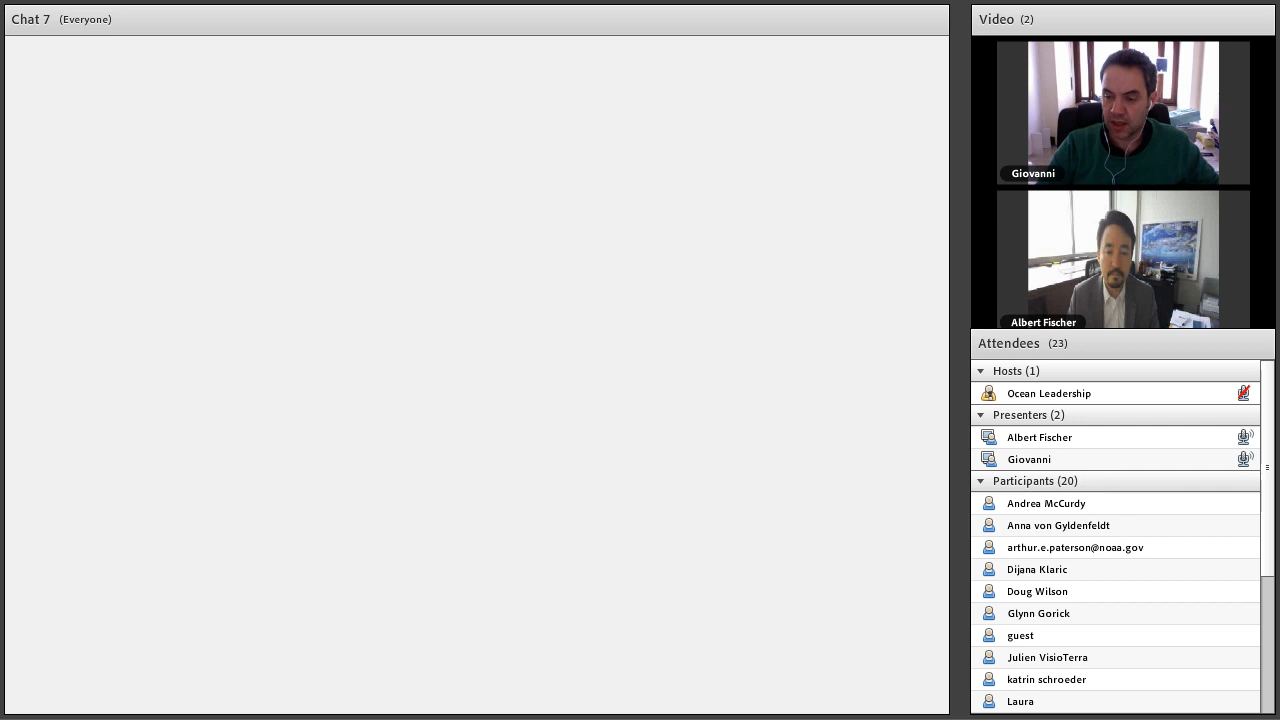 Chat 7 (Everyone)
Video (2)
Giovanni
Albert Fischer
Attendees (23)
Hosts (1)
Ocean Leadership
Presenters (2)
Albert Fischer
Giovanni
Participants (20)
Andrea McCurdy
Anna von Gyldenfeldt
arthur.e.paterson@noaa.gov
Dijana Klaric
Doug Wilson
Glynn Gorick
guest
Julien VisioTerra
katrin schroeder
Laura